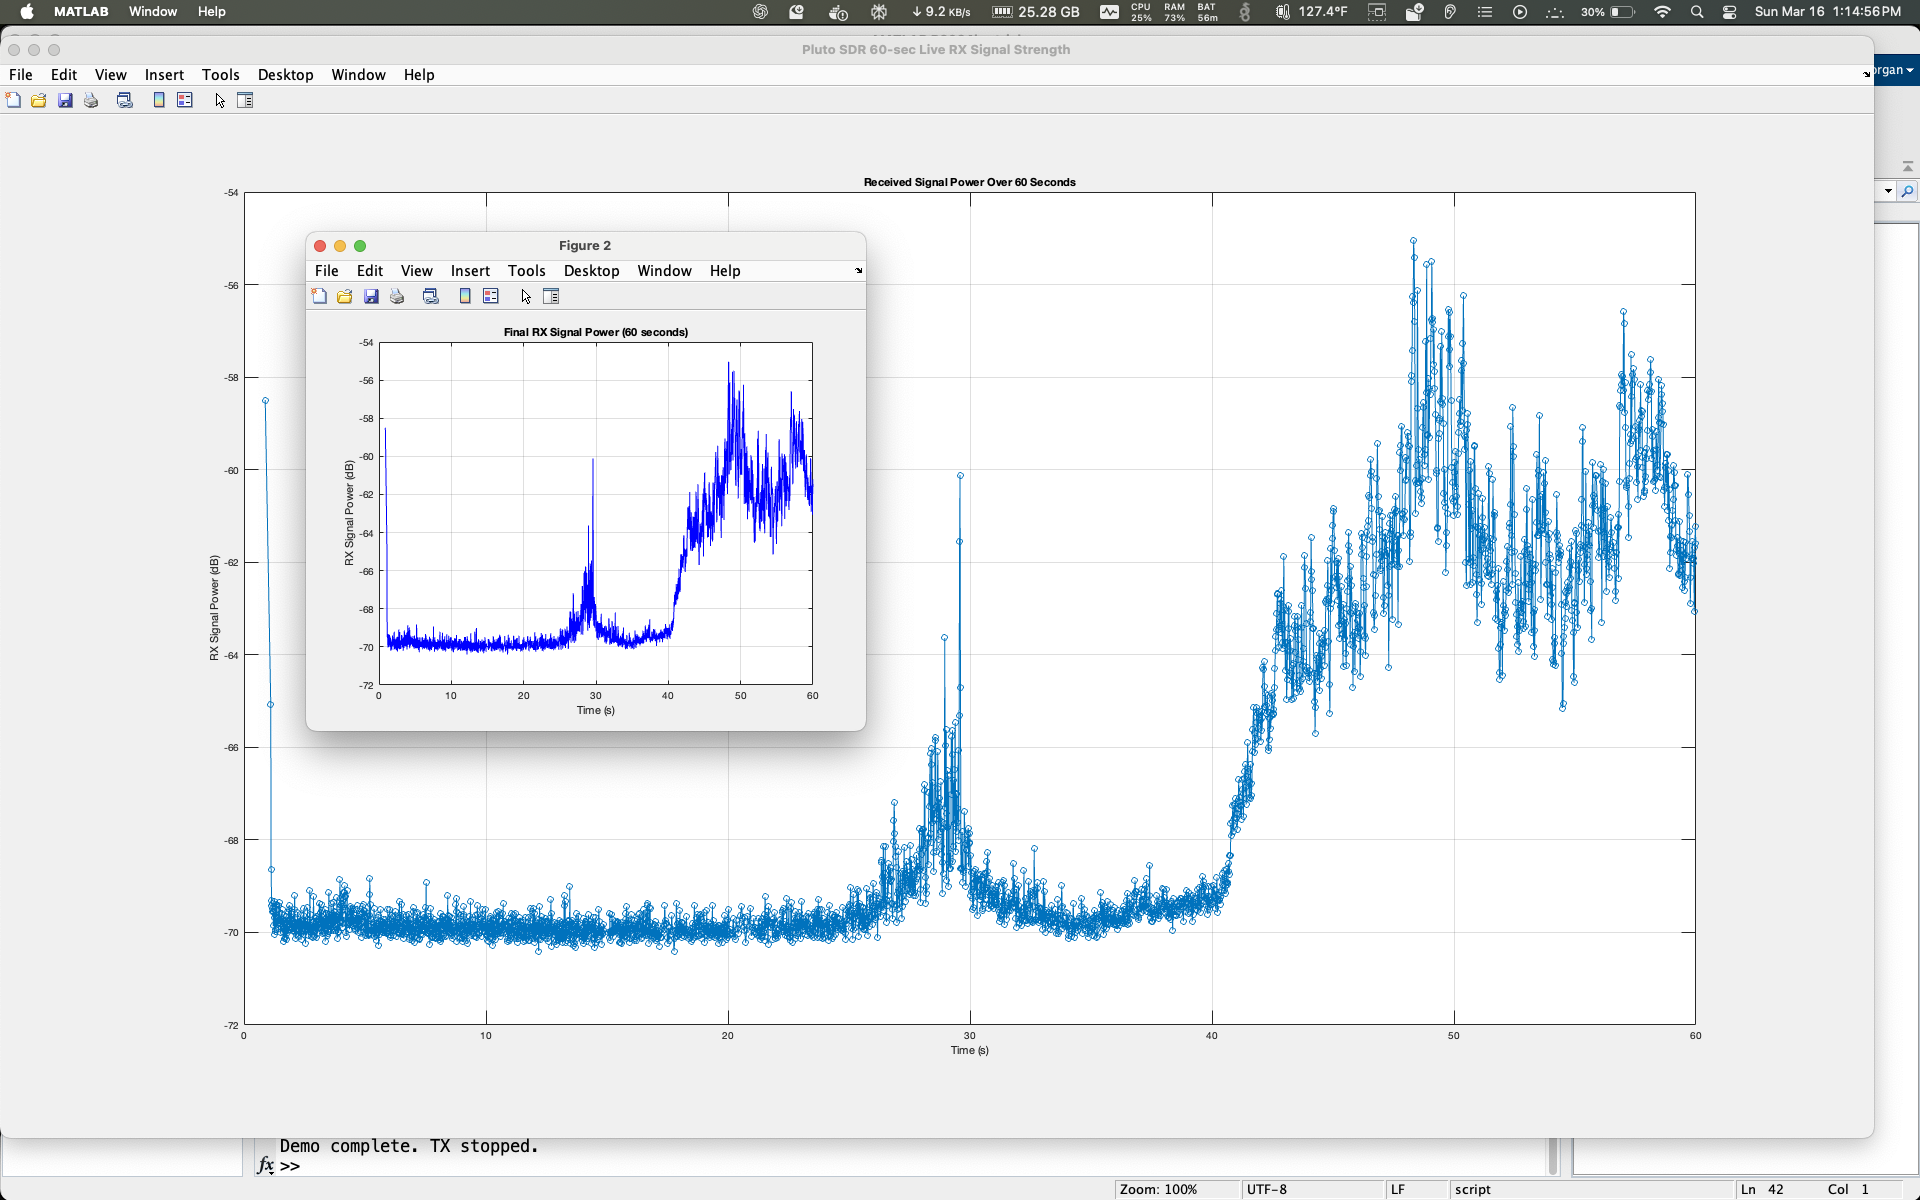 MATLAB Window Help 9.2 KB/s 25.28 GB CPU 25% RAM 73% BAT 56m 127.4°F 30% Sun Mar 16 1:14:56 PM
Pluto SDR 60-sec Live RX Signal Strength
File Edit View Insert Tools Desktop Window Help
rgan
Received Signal Power Over 60 Seconds
-54
-56
-58
-60
-62
-64
-66
-68
-70
-72
RX Signal Power (dB)
0 10 20 30 40 50 60
Time (s)
Figure 2
File Edit View Insert Tools Desktop Window Help
Final RX Signal Power (60 seconds)
-54
-56
-58
-60
-62
-64
-66
-68
-70
-72
RX Signal Power (dB)
0 10 20 30 40 50 60
Time (s)
Demo complete. TX stopped.
fx >>
Zoom: 100% UTF-8 LF script Ln 42 Col 1